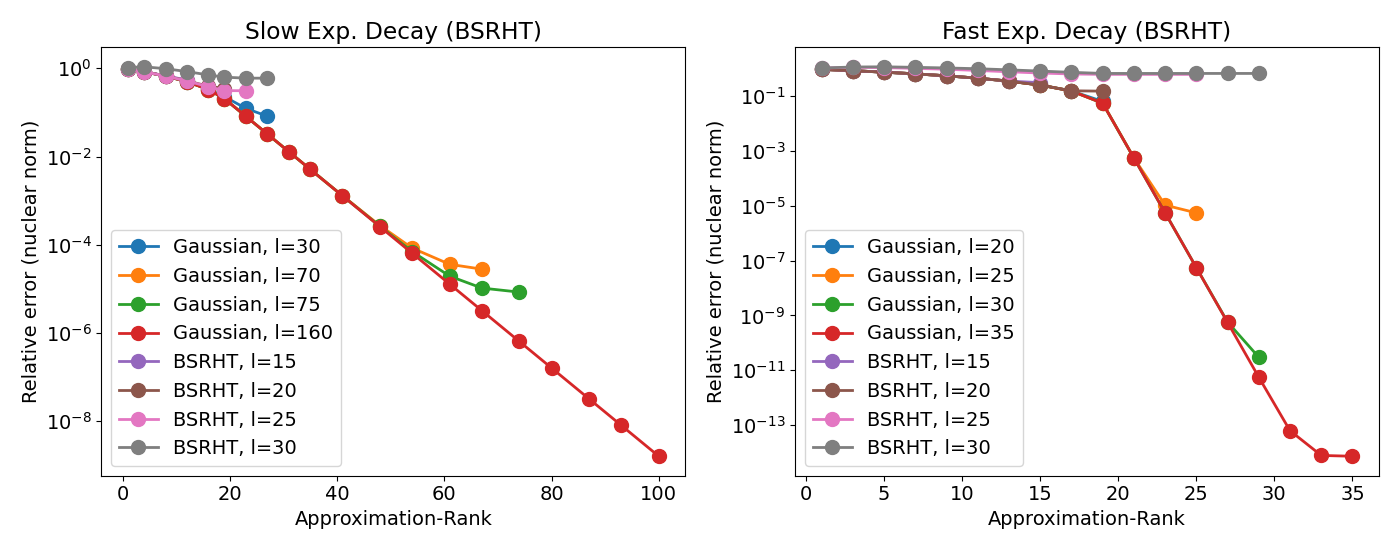 Slow Exp. Decay (BSRHT)
Relative error (nuclear norm)
10^0
10^-2
10^-4
10^-6
10^-8
Gaussian, l=30
Gaussian, l=70
Gaussian, l=75
Gaussian, l=160
BSRHT, l=15
BSRHT, l=20
BSRHT, l=25
BSRHT, l=30
0 20 40 60 80 100
Approximation-Rank
Fast Exp. Decay (BSRHT)
Relative error (nuclear norm)
10^-1
10^-3
10^-5
10^-7
10^-9
10^-11
10^-13
Gaussian, l=20
Gaussian, l=25
Gaussian, l=30
Gaussian, l=35
BSRHT, l=15
BSRHT, l=20
BSRHT, l=25
BSRHT, l=30
0 5 10 15 20 25 30 35
Approximation-Rank